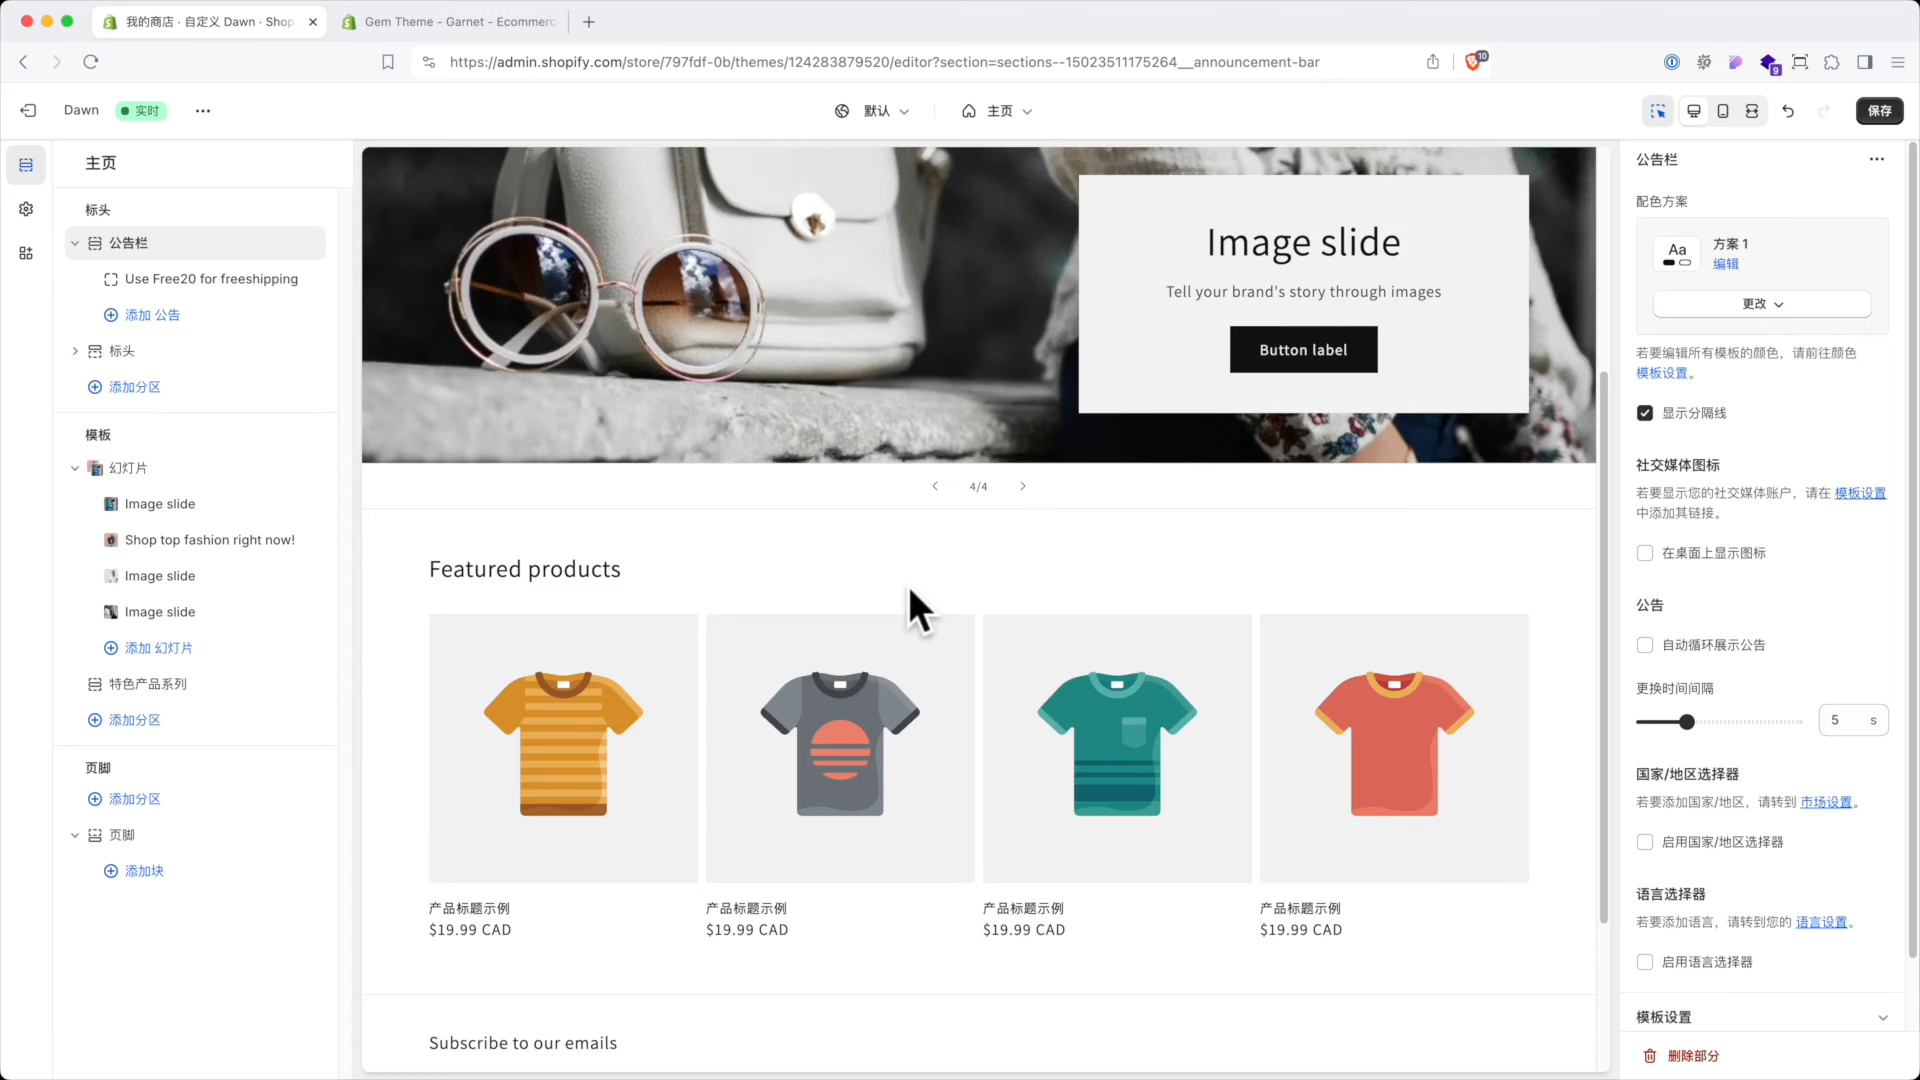 我的商店 · 自定义 Dawn · Shop
Gem Theme - Garnet - Ecommerc
https://admin.shopify.com/store/797fdf-0b/themes/124283879520/editor?section=sections--15023511175264__announcement-bar
10
9
Dawn
实时
默认
主页
保存
主页
标头
公告栏
Use Free20 for freeshipping
添加 公告
标头
添加分区
模板
幻灯片
Image slide
Shop top fashion right now!
Image slide
Image slide
添加 幻灯片
特色产品系列
添加分区
页脚
添加分区
页脚
添加块
Image slide
Tell your brand's story through images
Button label
4/4
Featured products
产品标题示例
$19.99 CAD
产品标题示例
$19.99 CAD
产品标题示例
$19.99 CAD
产品标题示例
$19.99 CAD
Subscribe to our emails
公告栏
配色方案
Aa
方案 1
编辑
更改
若要编辑所有模板的颜色，请前往颜色
模板设置。
显示分隔线
社交媒体图标
若要显示您的社交媒体账户，请在 模板设置
中添加其链接。
在桌面上显示图标
公告
自动循环展示公告
更换时间间隔
5 s
国家/地区选择器
若要添加国家/地区，请转到 市场设置。
启用国家/地区选择器
语言选择器
若要添加语言，请转到您的 语言设置。
启用语言选择器
模板设置
删除部分